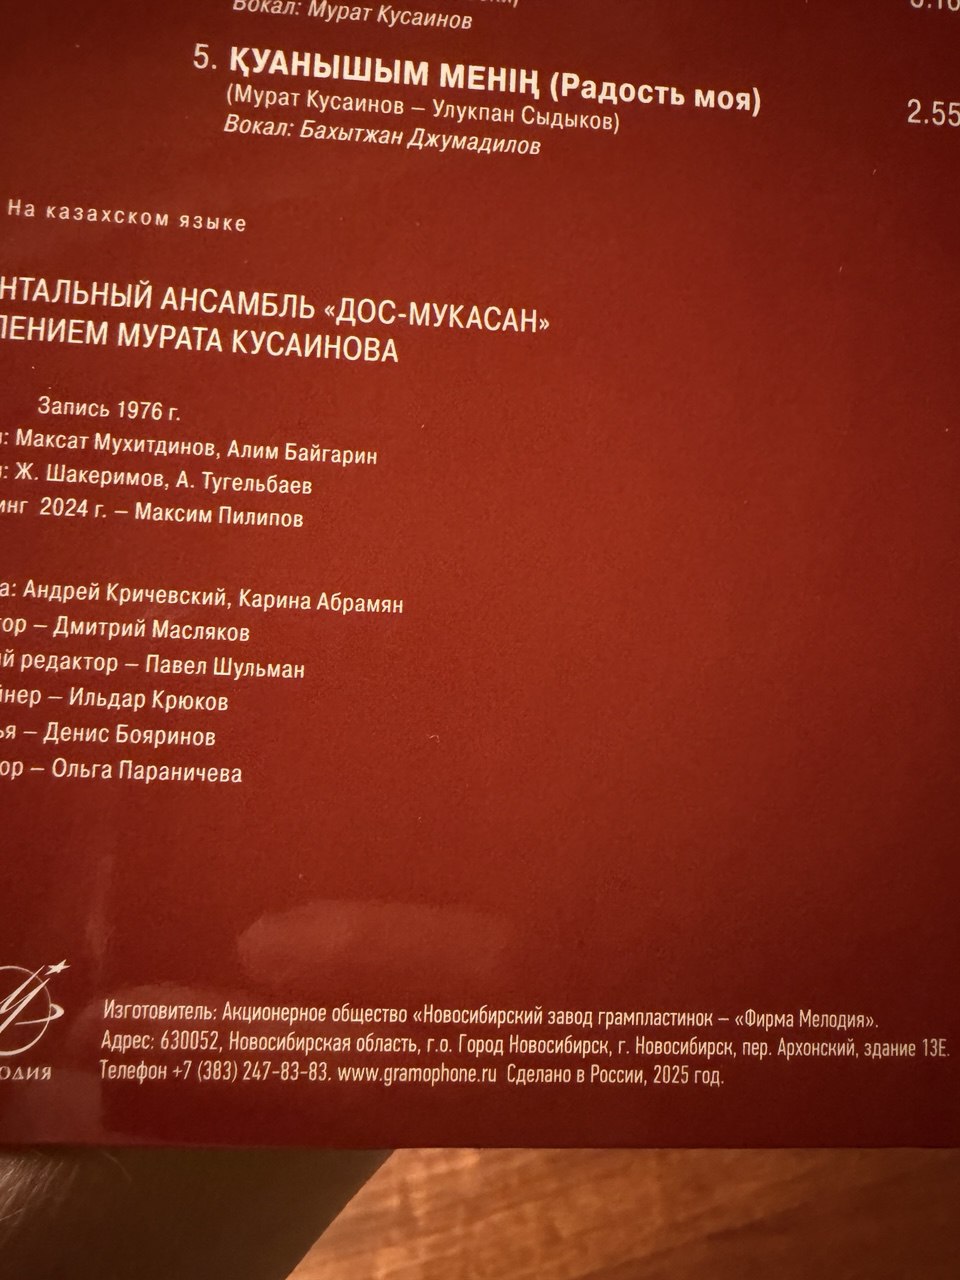 Вокал: Мурат Кусаинов
5. ҚУАНЫШЫМ МЕНІҢ (Радость моя)
2.55
(Мурат Кусаинов – Улукпан Сыдыков)
Вокал: Бахытжан Джумадилов
На казахском языке
НТАЛЬНЫЙ АНСАМБЛЬ «ДОС-МУКАСАН»
ЛЕНИЕМ МУРАТА КУСАИНОВА
Запись 1976 г.
: Максат Мухитдинов, Алим Байгарин
: Ж. Шакеримов, А. Тугельбаев
инг 2024 г. – Максим Пилипов
а: Андрей Кричевский, Карина Абрамян
ор – Дмитрий Масляков
й редактор – Павел Шульман
йнер – Ильдар Крюков
ья – Денис Бояринов
ор – Ольга Параничева
Изготовитель: Акционерное общество «Новосибирский завод грампластинок – «Фирма Мелодия».
Адрес: 630052, Новосибирская область, г.о. Город Новосибирск, г. Новосибирск, пер. Архонский, здание 13Е.
Телефон +7 (383) 247-83-83. www.gramophone.ru Сделано в России, 2025 год.
одия